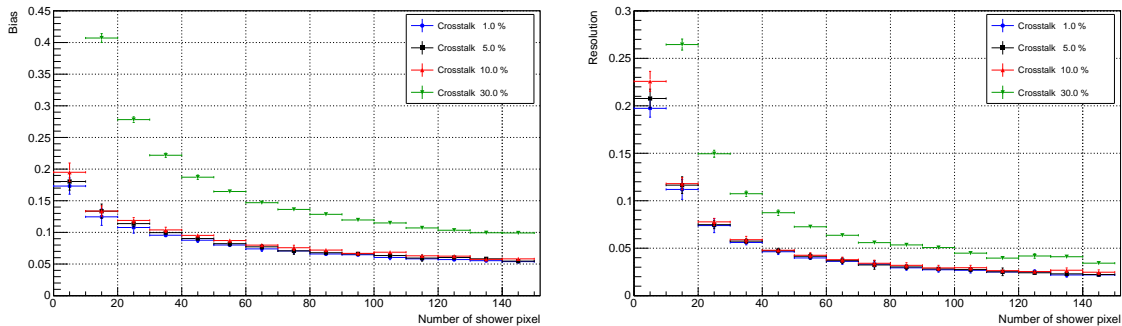 Bias
0.45
0.4
0.35
0.3
0.25
0.2
0.15
0.1
0.05
0
0 20 40 60 80 100 120 140
Number of shower pixel
Crosstalk 1.0 %
Crosstalk 5.0 %
Crosstalk 10.0 %
Crosstalk 30.0 %
Resolution
0.3
0.25
0.2
0.15
0.1
0.05
0
0 20 40 60 80 100 120 140
Number of shower pixel
Crosstalk 1.0 %
Crosstalk 5.0 %
Crosstalk 10.0 %
Crosstalk 30.0 %